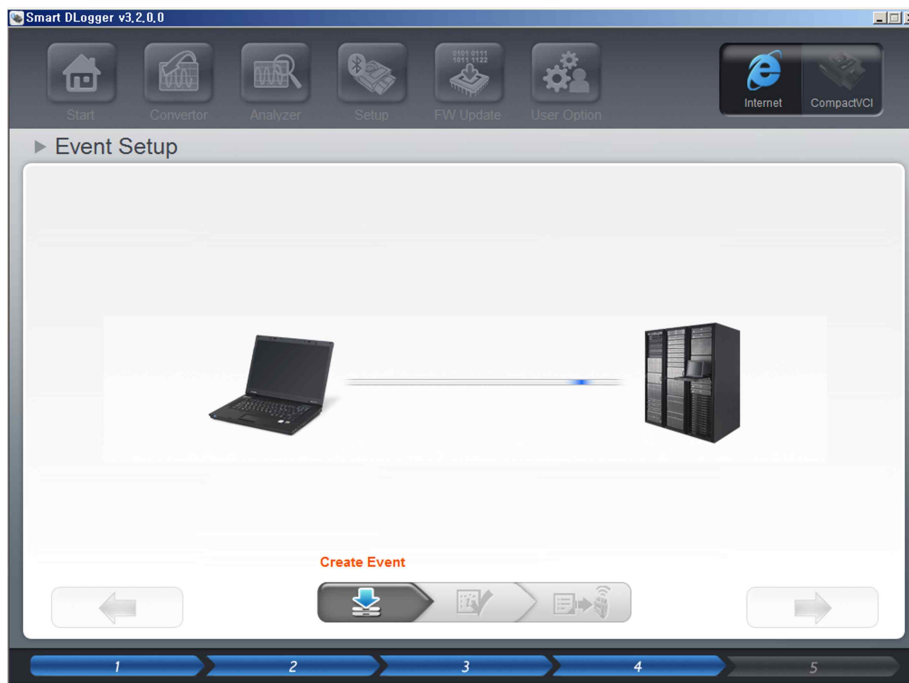 Smart DLogger v3,2,0,0
0101 0111
1011 1122
Start
Convertor
Analyzer
Setup
FW Update
User Option
Internet
CompactVCI
Event Setup
Create Event
1
2
3
4
5